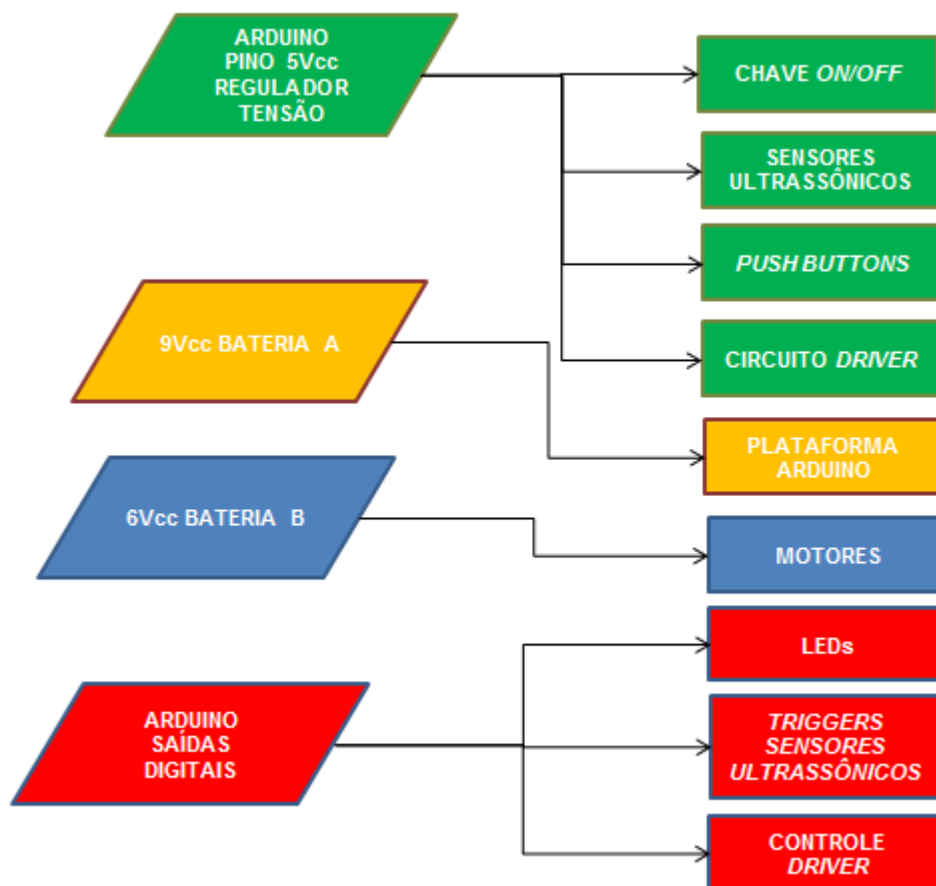 ARDUINO
PINO 5Vcc
REGULADOR
TENSÃO
CHAVE ON/OFF
SENSORES
ULTRASSÔNICOS
PUSH BUTTONS
CIRCUITO DRIVER
9Vcc BATERIA A
PLATAFORMA
ARDUINO
6Vcc BATERIA B
MOTORES
ARDUINO
SAÍDAS
DIGITAIS
LEDs
TRIGGERS
SENSORES
ULTRASSÔNICOS
CONTROLE
DRIVER